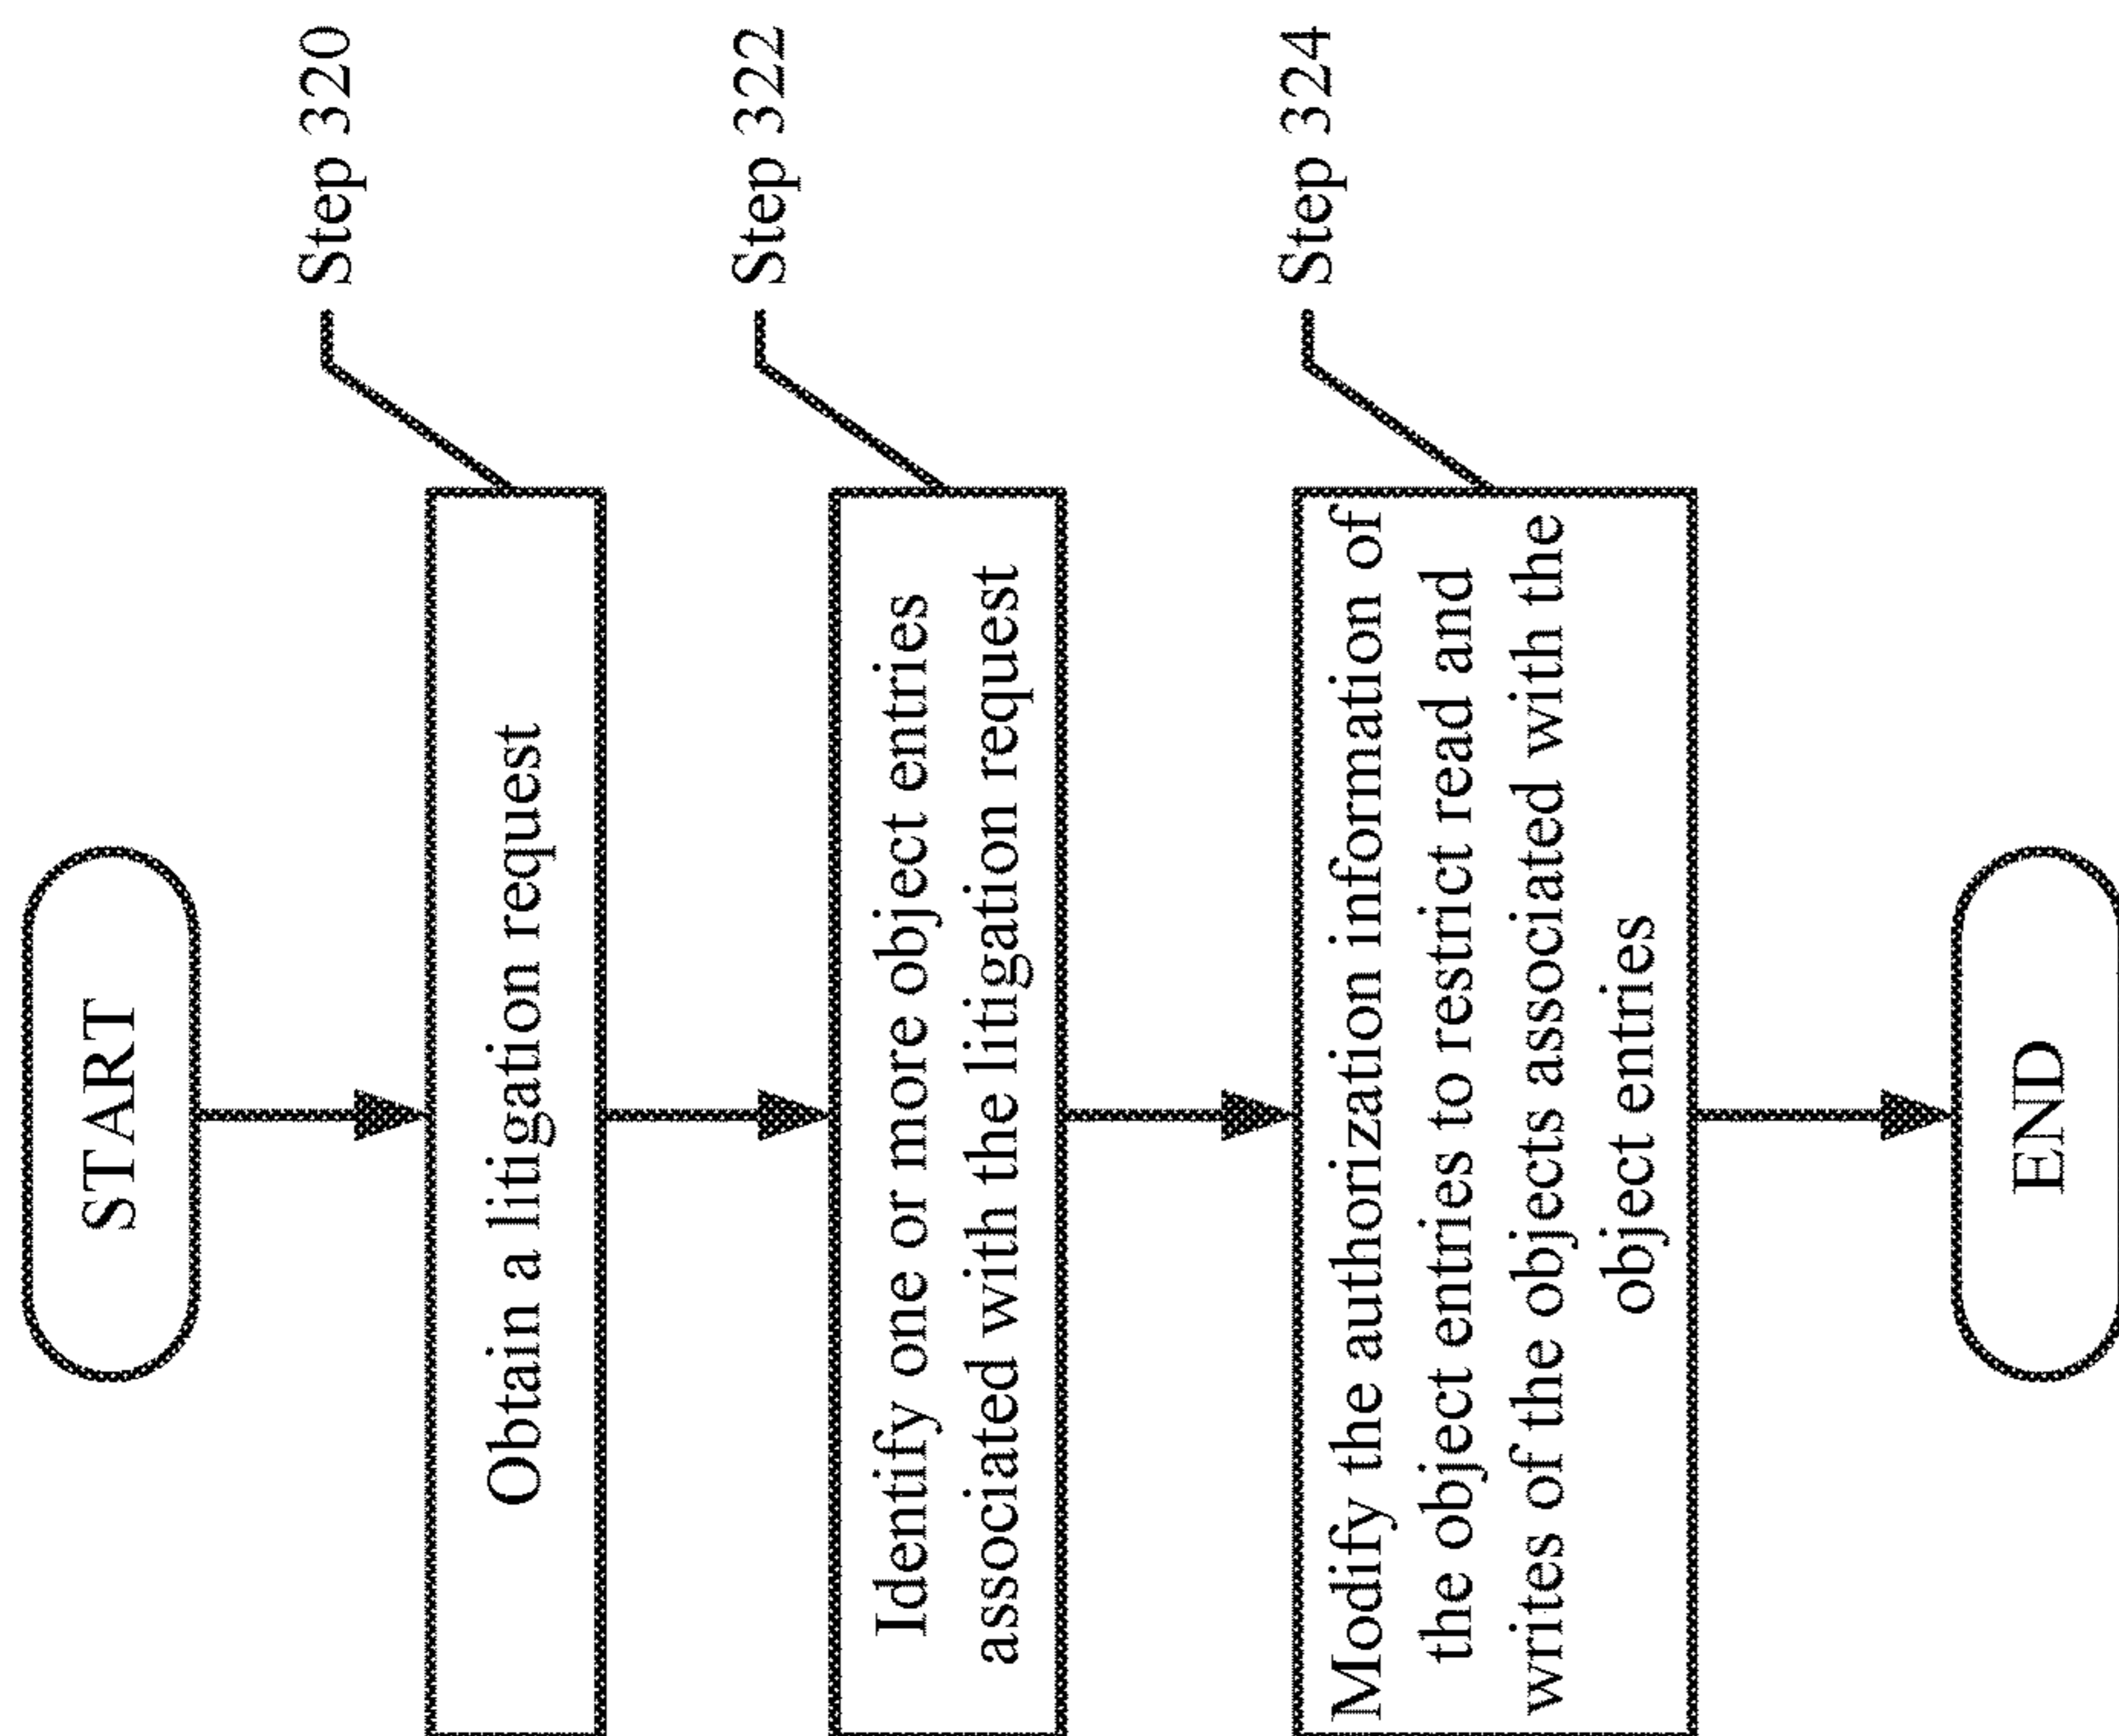 START
Step 320
Obtain a litigation request
Step 322
Identify one or more object entries
associated with the litigation request
Step 324
Modify the authorization information of
the object entries to restrict read and
writes of the objects associated with the
object entries
END